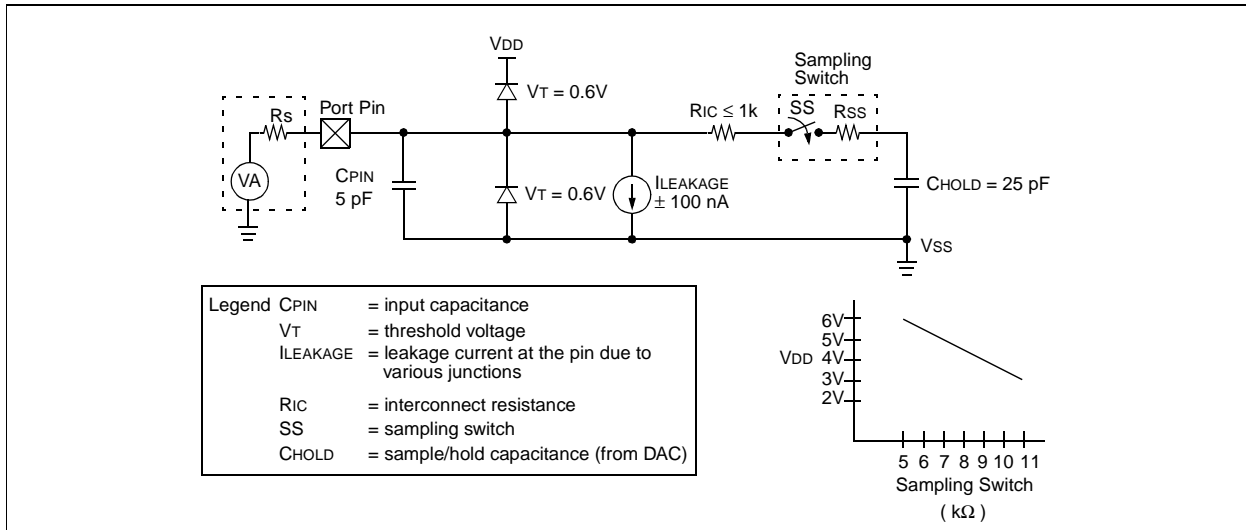 VDD
Sampling
Switch
VT = 0.6V
RS
Port Pin
RIC ≤ 1k
SS
RSS
VA
CPIN
5 pF
VT = 0.6V
ILEAKAGE
± 100 nA
CHOLD = 25 pF
VSS
Legend CPIN = input capacitance
VT = threshold voltage
ILEAKAGE = leakage current at the pin due to
various junctions
RIC = interconnect resistance
SS = sampling switch
CHOLD = sample/hold capacitance (from DAC)
6V
5V
VDD 4V
3V
2V
5 6 7 8 9 10 11
Sampling Switch
( kΩ )